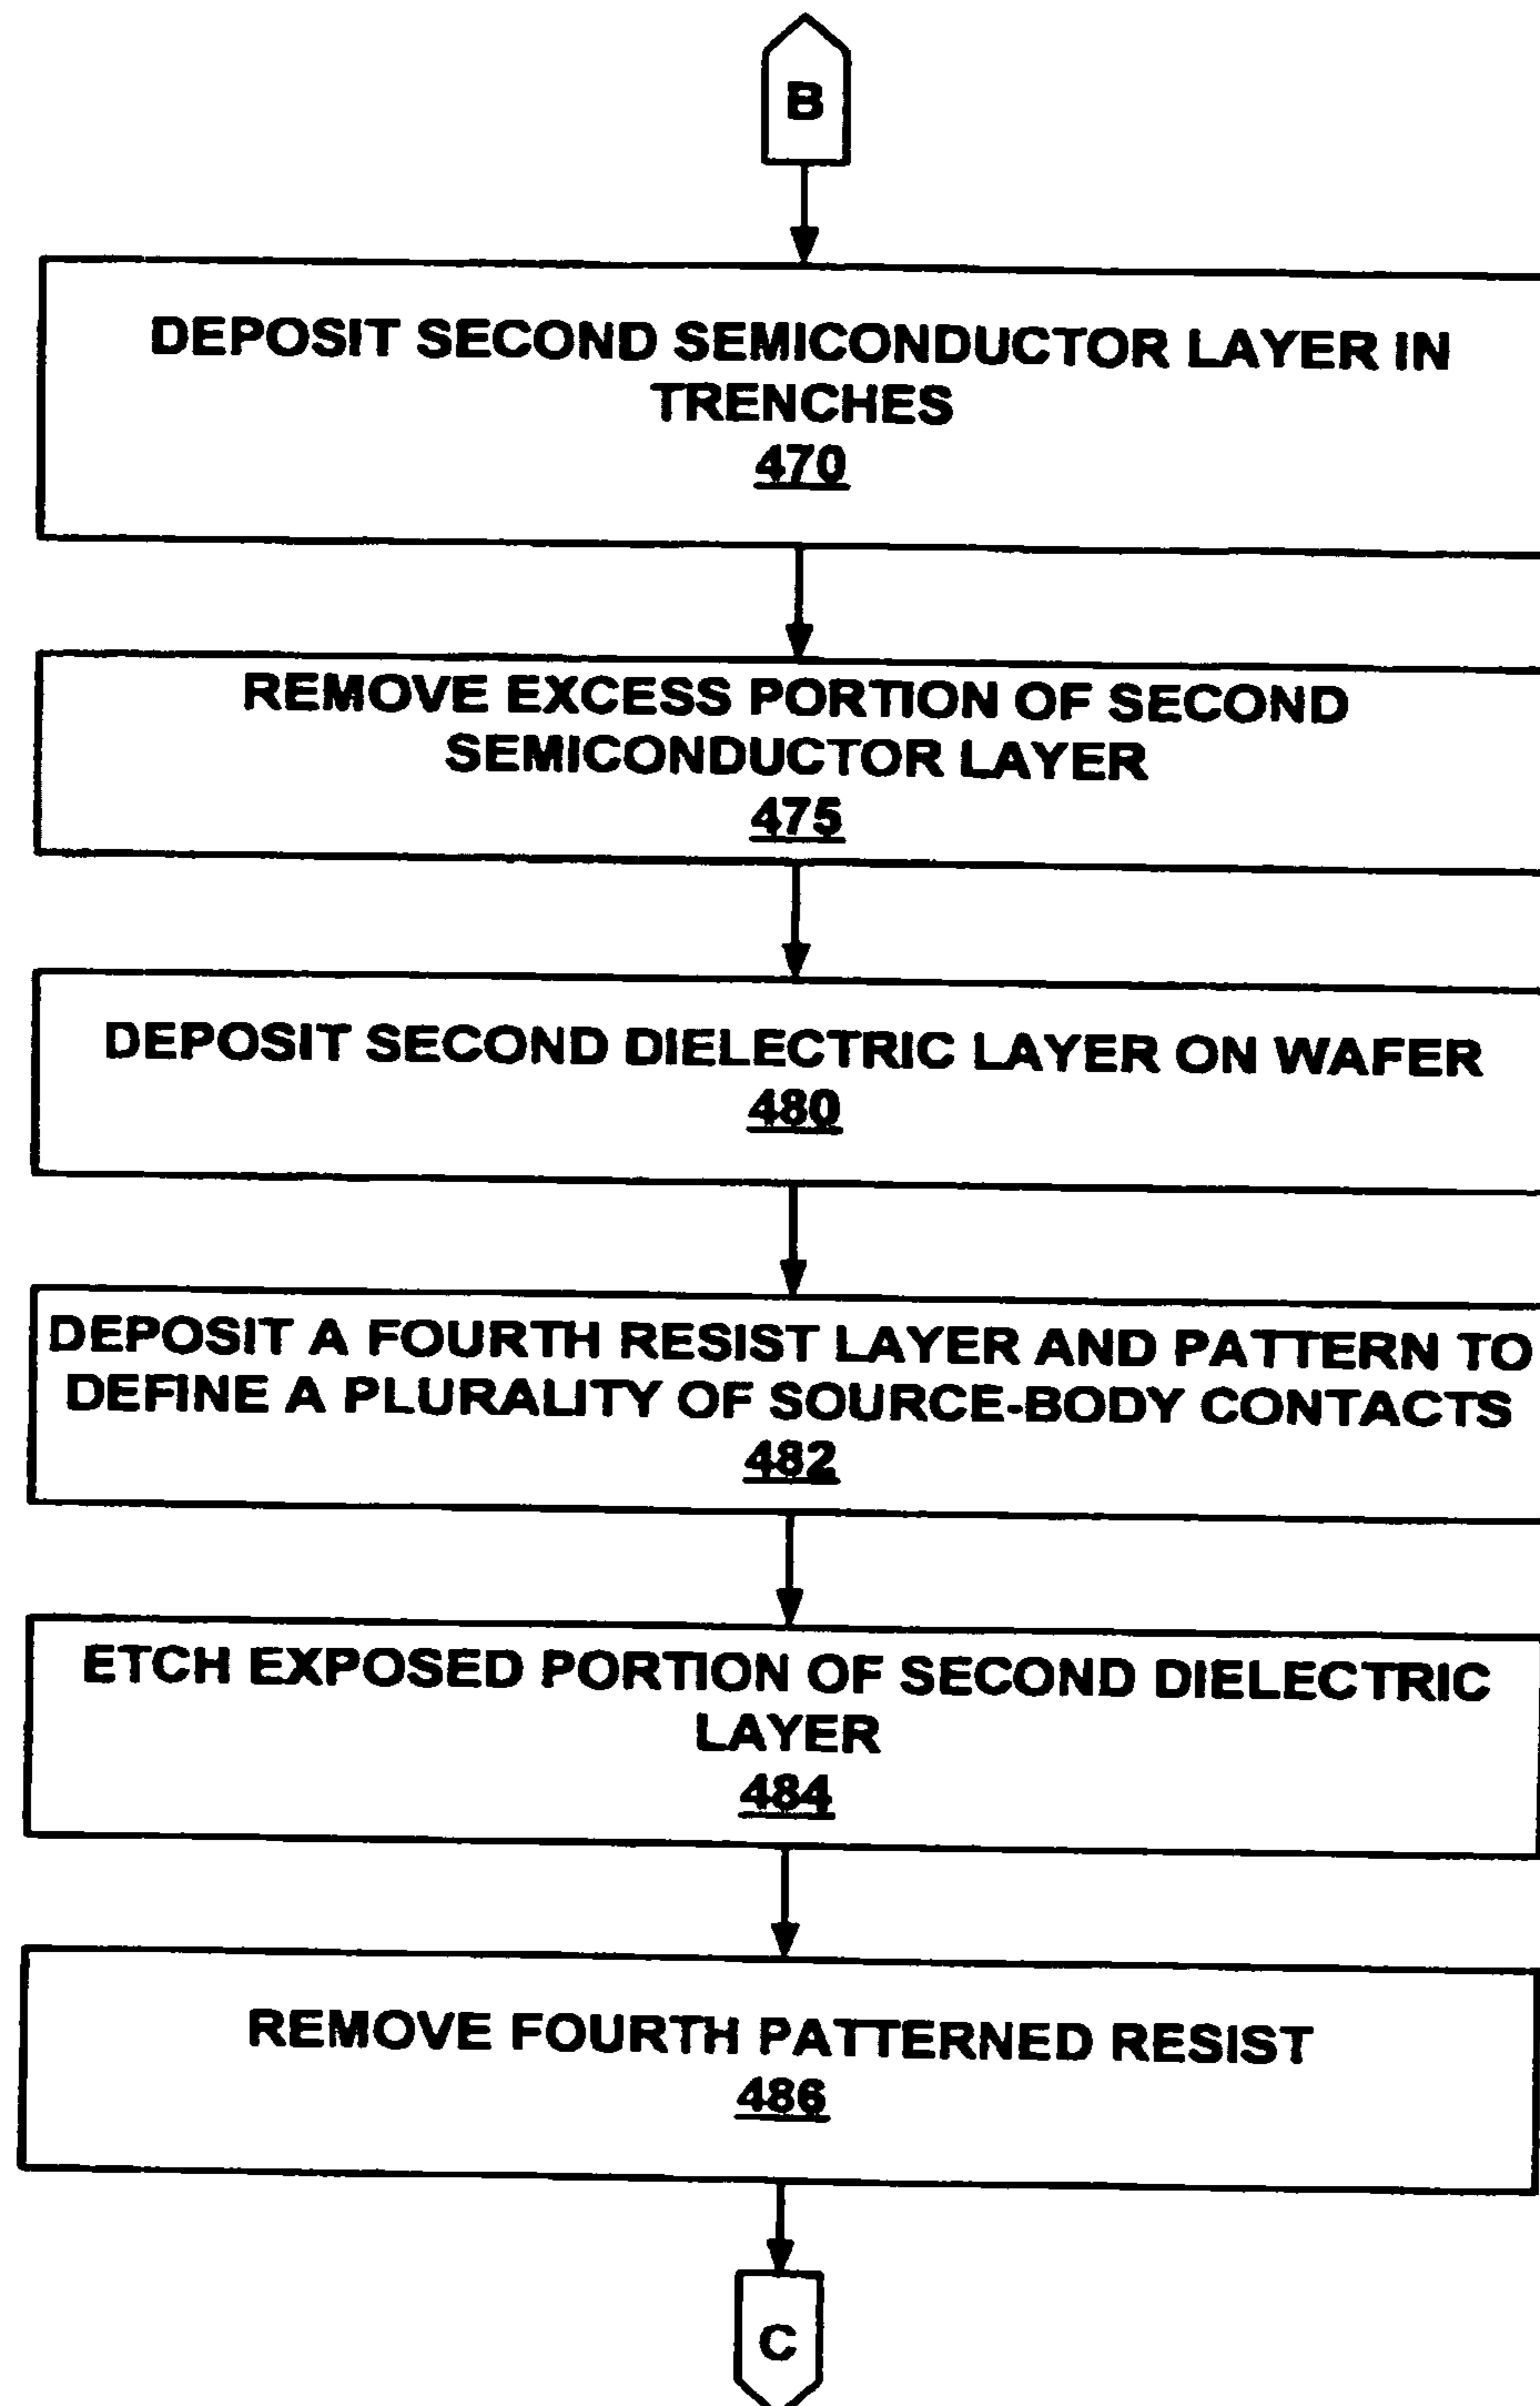 B
DEPOSIT SECOND SEMICONDUCTOR LAYER IN
TRENCHES
470
REMOVE EXCESS PORTION OF SECOND
SEMICONDUCTOR LAYER
475
DEPOSIT SECOND DIELECTRIC LAYER ON WAFER
480
DEPOSIT A FOURTH RESIST LAYER AND PATTERN TO
DEFINE A PLURALITY OF SOURCE-BODY CONTACTS
482
ETCH EXPOSED PORTION OF SECOND DIELECTRIC
LAYER
484
REMOVE FOURTH PATTERNED RESIST
486
C